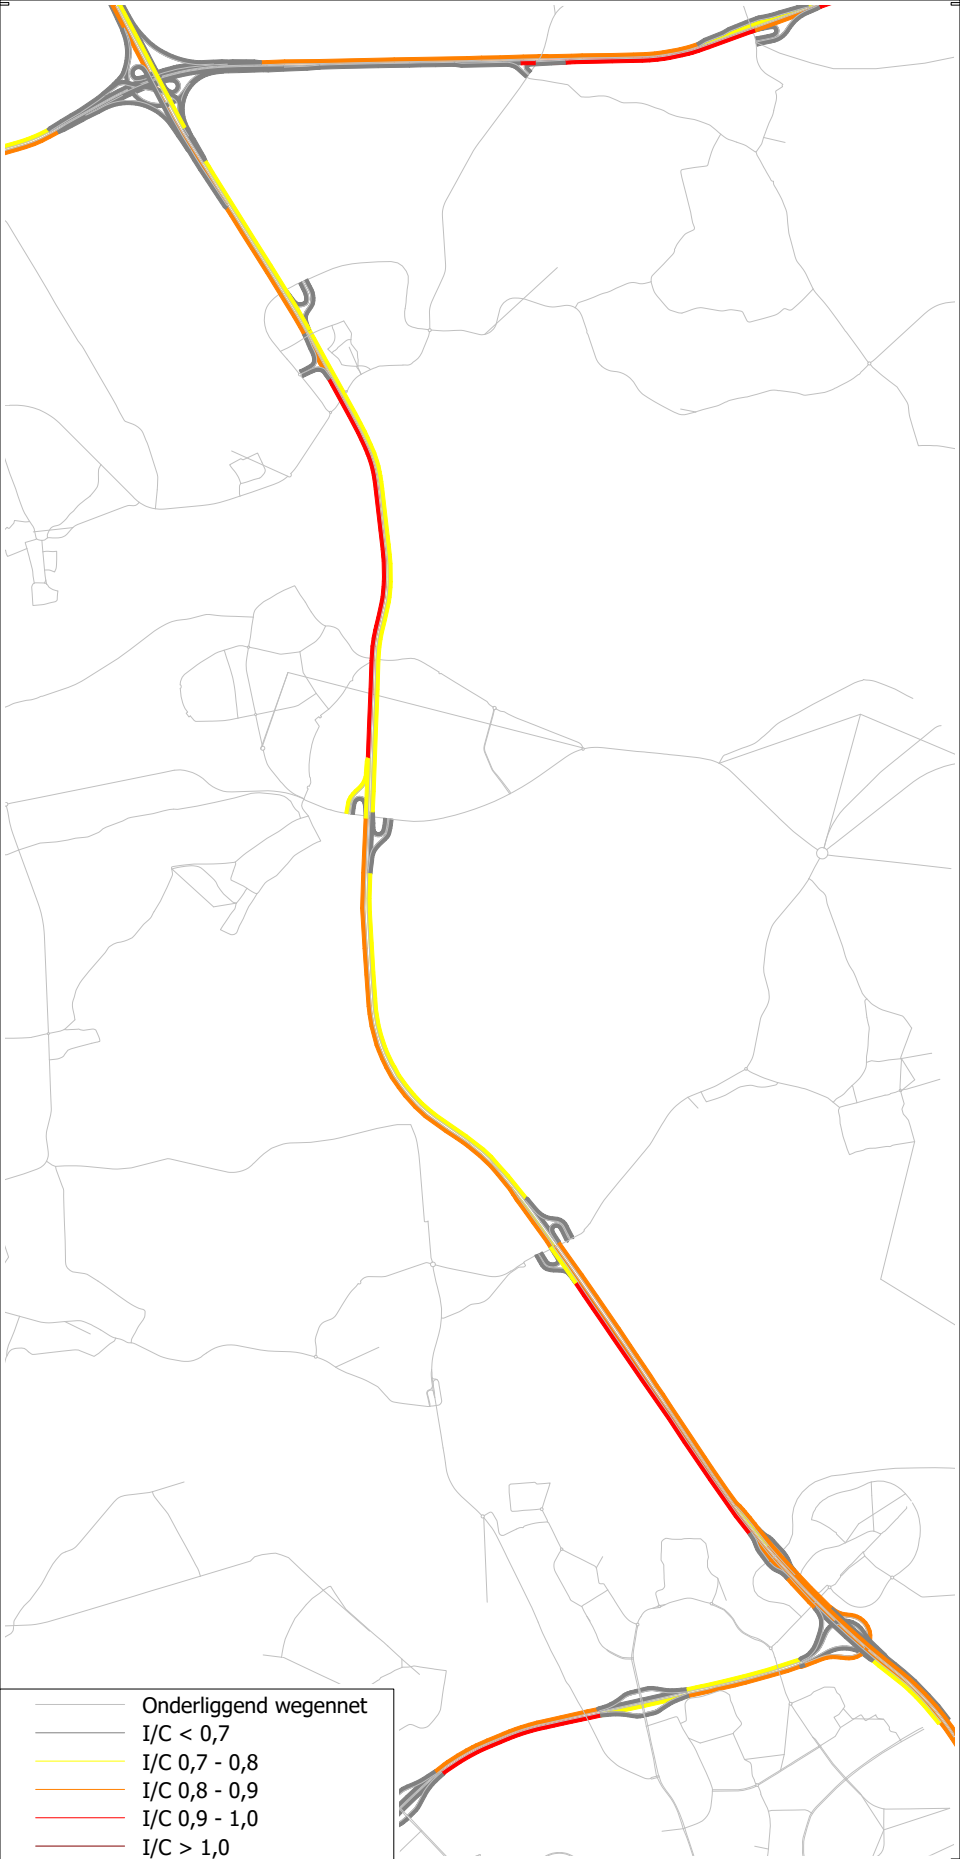 Onderliggend wegennet
I/C < 0,7
I/C 0,7 - 0,8
I/C 0,8 - 0,9
I/C 0,9 - 1,0
I/C > 1,0